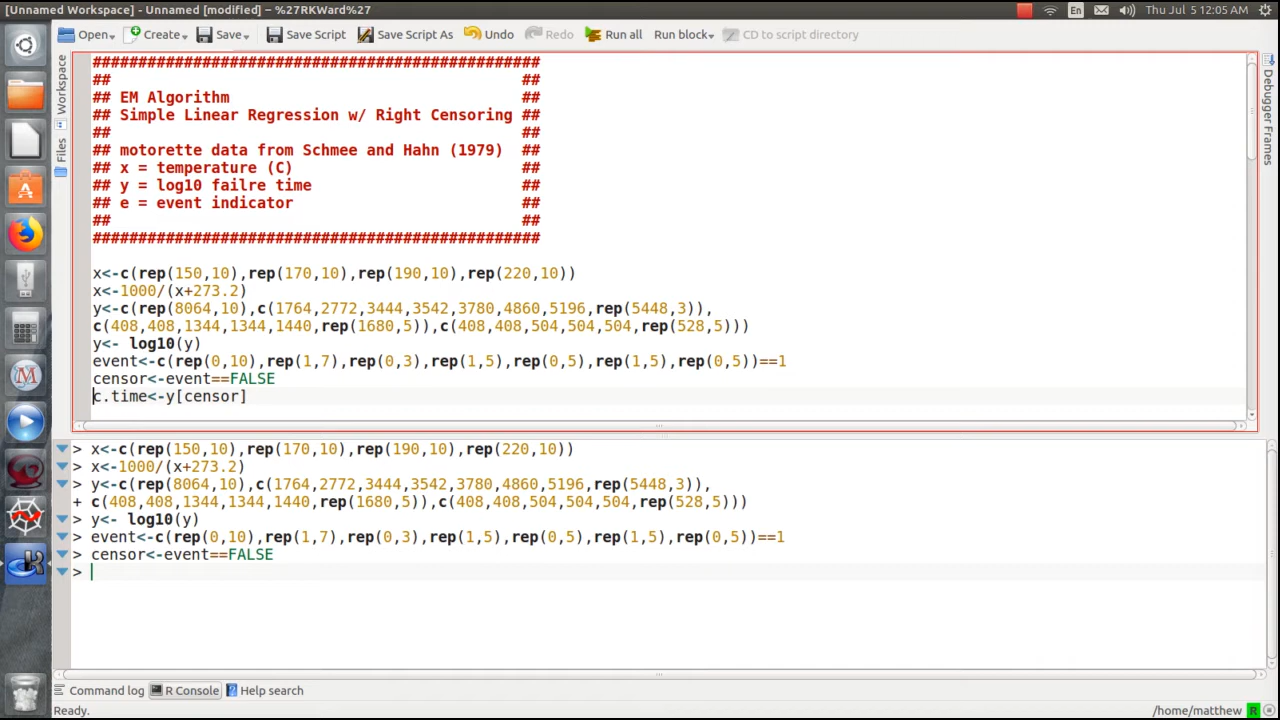 [Unnamed Workspace] - Unnamed [modified] – %27RKWard%27
En
Thu Jul 5 12:05 AM
Open
Create
Save
Save Script
Save Script As
Undo
Redo
Run all
Run block
CD to script directory
Workspace
Files
Debugger Frames
#################################################
## ##
## EM Algorithm ##
## Simple Linear Regression w/ Right Censoring ##
## ##
## motorette data from Schmee and Hahn (1979) ##
## x = temperature (C) ##
## y = log10 failre time ##
## e = event indicator ##
## ##
#################################################
x<-c(rep(150,10),rep(170,10),rep(190,10),rep(220,10))
x<-1000/(x+273.2)
y<-c(rep(8064,10),c(1764,2772,3444,3542,3780,4860,5196,rep(5448,3)),
c(408,408,1344,1344,1440,rep(1680,5)),c(408,408,504,504,504,rep(528,5)))
y<- log10(y)
event<-c(rep(0,10),rep(1,7),rep(0,3),rep(1,5),rep(0,5),rep(1,5),rep(0,5))==1
censor<-event==FALSE
c.time<-y[censor]
> x<-c(rep(150,10),rep(170,10),rep(190,10),rep(220,10))
> x<-1000/(x+273.2)
> y<-c(rep(8064,10),c(1764,2772,3444,3542,3780,4860,5196,rep(5448,3)),
+ c(408,408,1344,1344,1440,rep(1680,5)),c(408,408,504,504,504,rep(528,5)))
> y<- log10(y)
> event<-c(rep(0,10),rep(1,7),rep(0,3),rep(1,5),rep(0,5),rep(1,5),rep(0,5))==1
> censor<-event==FALSE
>
Command log
R Console
Help search
Ready.
/home/matthew
R